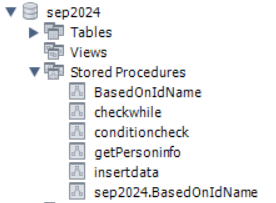 sep2024
Tables
Views
Stored Procedures
BasedOnIdName
checkwhile
conditioncheck
getPersoninfo
insertdata
sep2024.BasedOnIdName